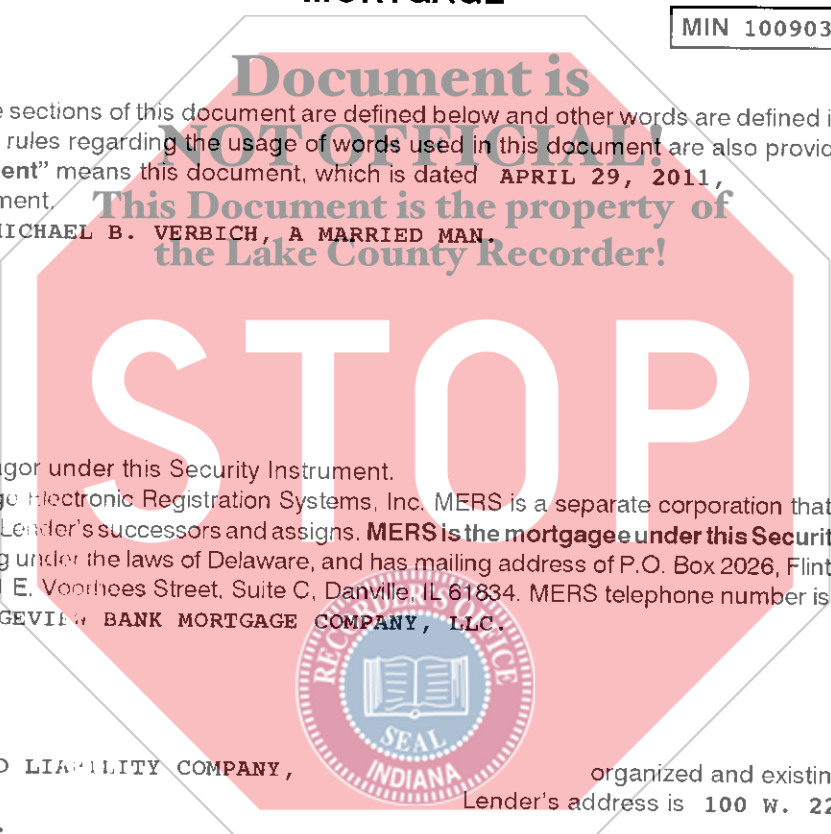 MORTGAGE
MIN 100903
Document is
sections of this document are defined below and other words are defined i
rules regarding the usage of words used in this document are also provid
NOT OFFICIAL!
ent” means this document, which is dated APRIL 29, 2011,
ment.
This Document is the property of
MICHAEL B. VERBICH, A MARRIED MAN.
the Lake County Recorder!
STOP
gor under this Security Instrument.
Electronic Registration Systems, Inc. MERS is a separate corporation that
Lender's successors and assigns. MERS is the mortgagee under this Securit
g under the laws of Delaware, and has mailing address of P.O. Box 2026, Flint
E. Voorhees Street, Suite C, Danville, IL 61834. MERS telephone number is
GEVIEW BANK MORTGAGE COMPANY, LLC.
RECORDER'S OFFICE
SEAL
INDIANA
LIABILITY COMPANY,
organized and existin
Lender's address is 100 W. 22